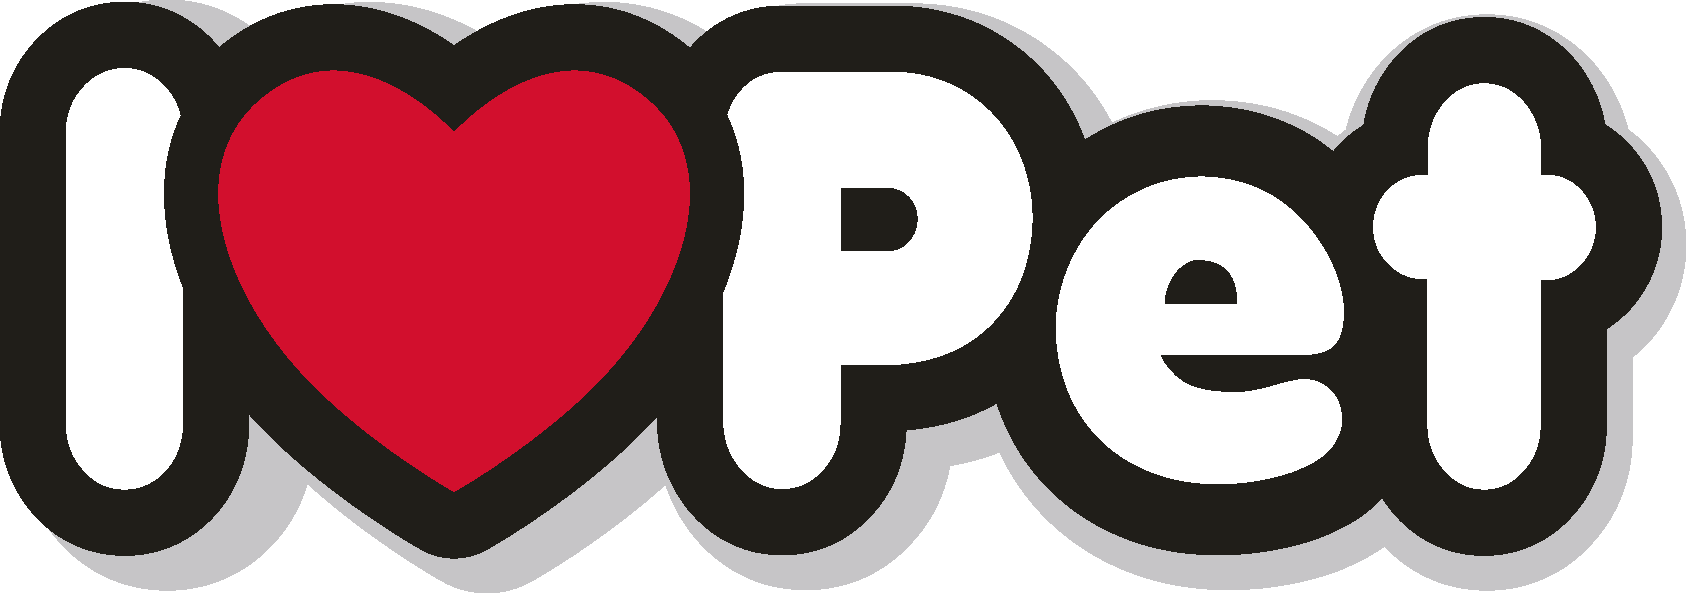 I ❤ Pet